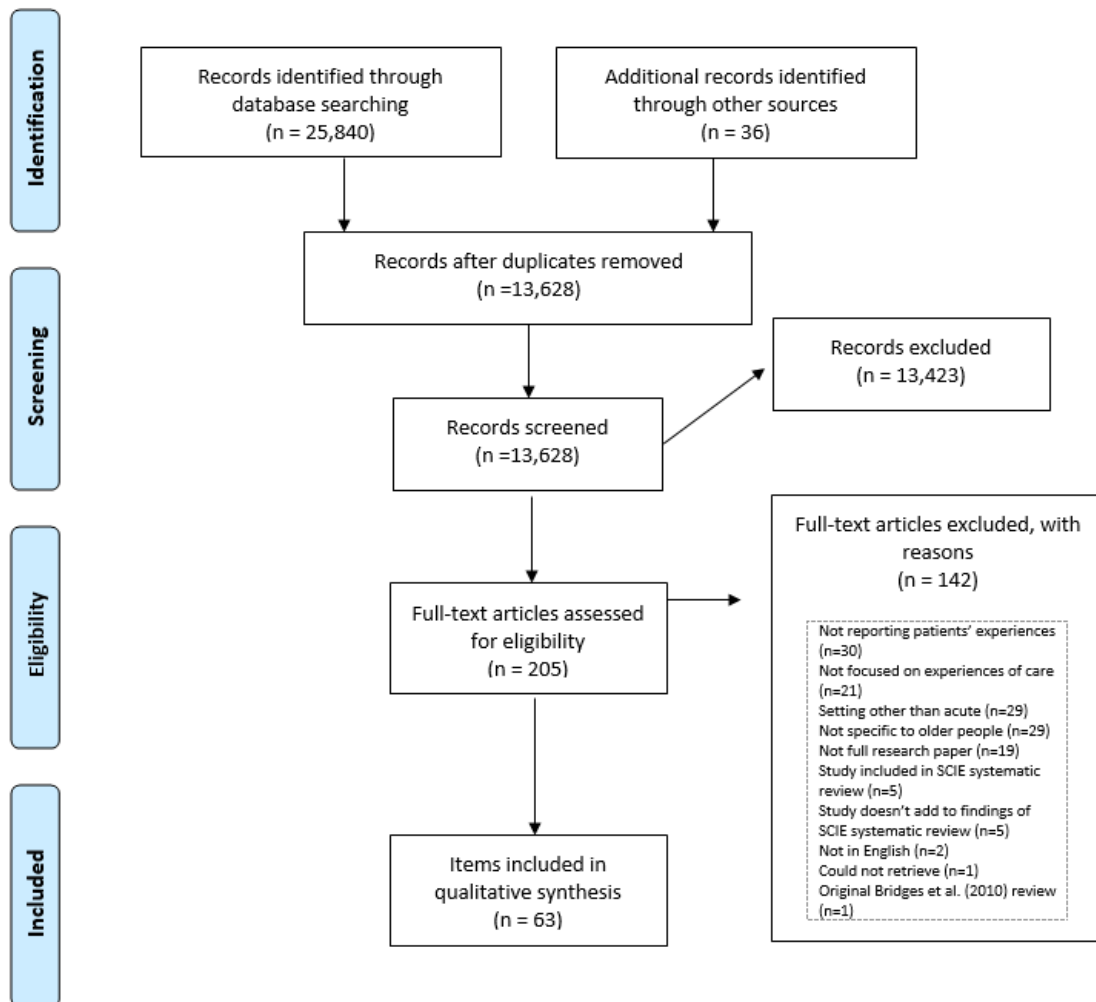 Identification
Records identified through
database searching
(n = 25,840)
Additional records identified
through other sources
(n = 36)
Records after duplicates removed
(n =13,628)
Screening
Records screened
(n =13,628)
Records excluded
(n = 13,423)
Eligibility
Full-text articles assessed
for eligibility
(n = 205)
Full-text articles excluded, with
reasons
(n = 142)
Not reporting patients’ experiences
(n=30)
Not focused on experiences of care
(n=21)
Setting other than acute (n=29)
Not specific to older people (n=29)
Not full research paper (n=19)
Study included in SCIE systematic
review (n=5)
Study doesn’t add to findings of
SCIE systematic review (n=5)
Not in English (n=2)
Could not retrieve (n=1)
Original Bridges et al. (2010) review
(n=1)
Included
Items included in
qualitative synthesis
(n = 63)